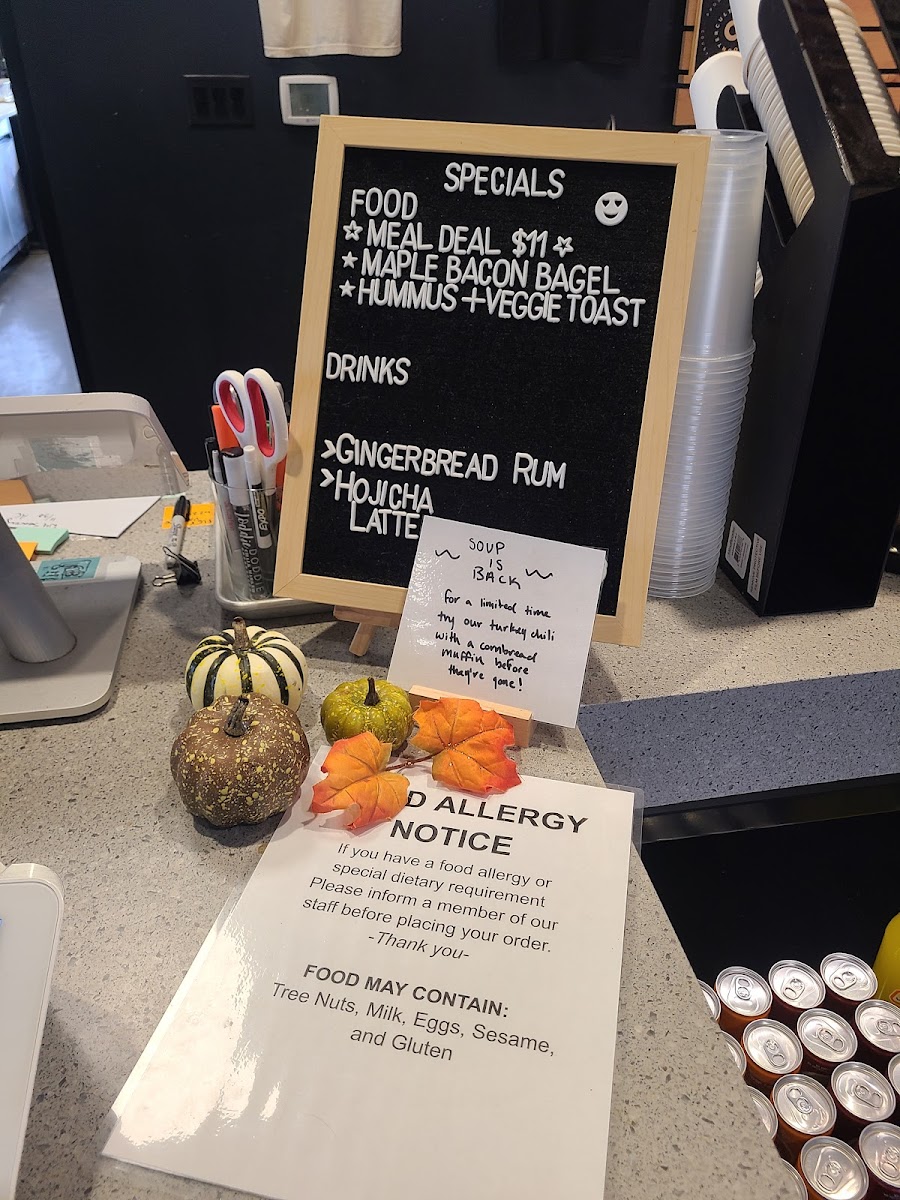 SPECIALS
FOOD
☆ MEAL DEAL $11 ☆
★ MAPLE BACON BAGEL
★ HUMMUS + VEGGIE TOAST
DRINKS
>GINGERBREAD RUM
>HOJICHA
LATTE
~ SOUP
IS
BACK ~
for a limited time
try our turkey chili
with a cornbread
muffin before
they're gone!
D ALLERGY
NOTICE
If you have a food allergy or
special dietary requirement
Please inform a member of our
staff before placing your order.
-Thank you-
FOOD MAY CONTAIN:
Tree Nuts, Milk, Eggs, Sesame,
and Gluten